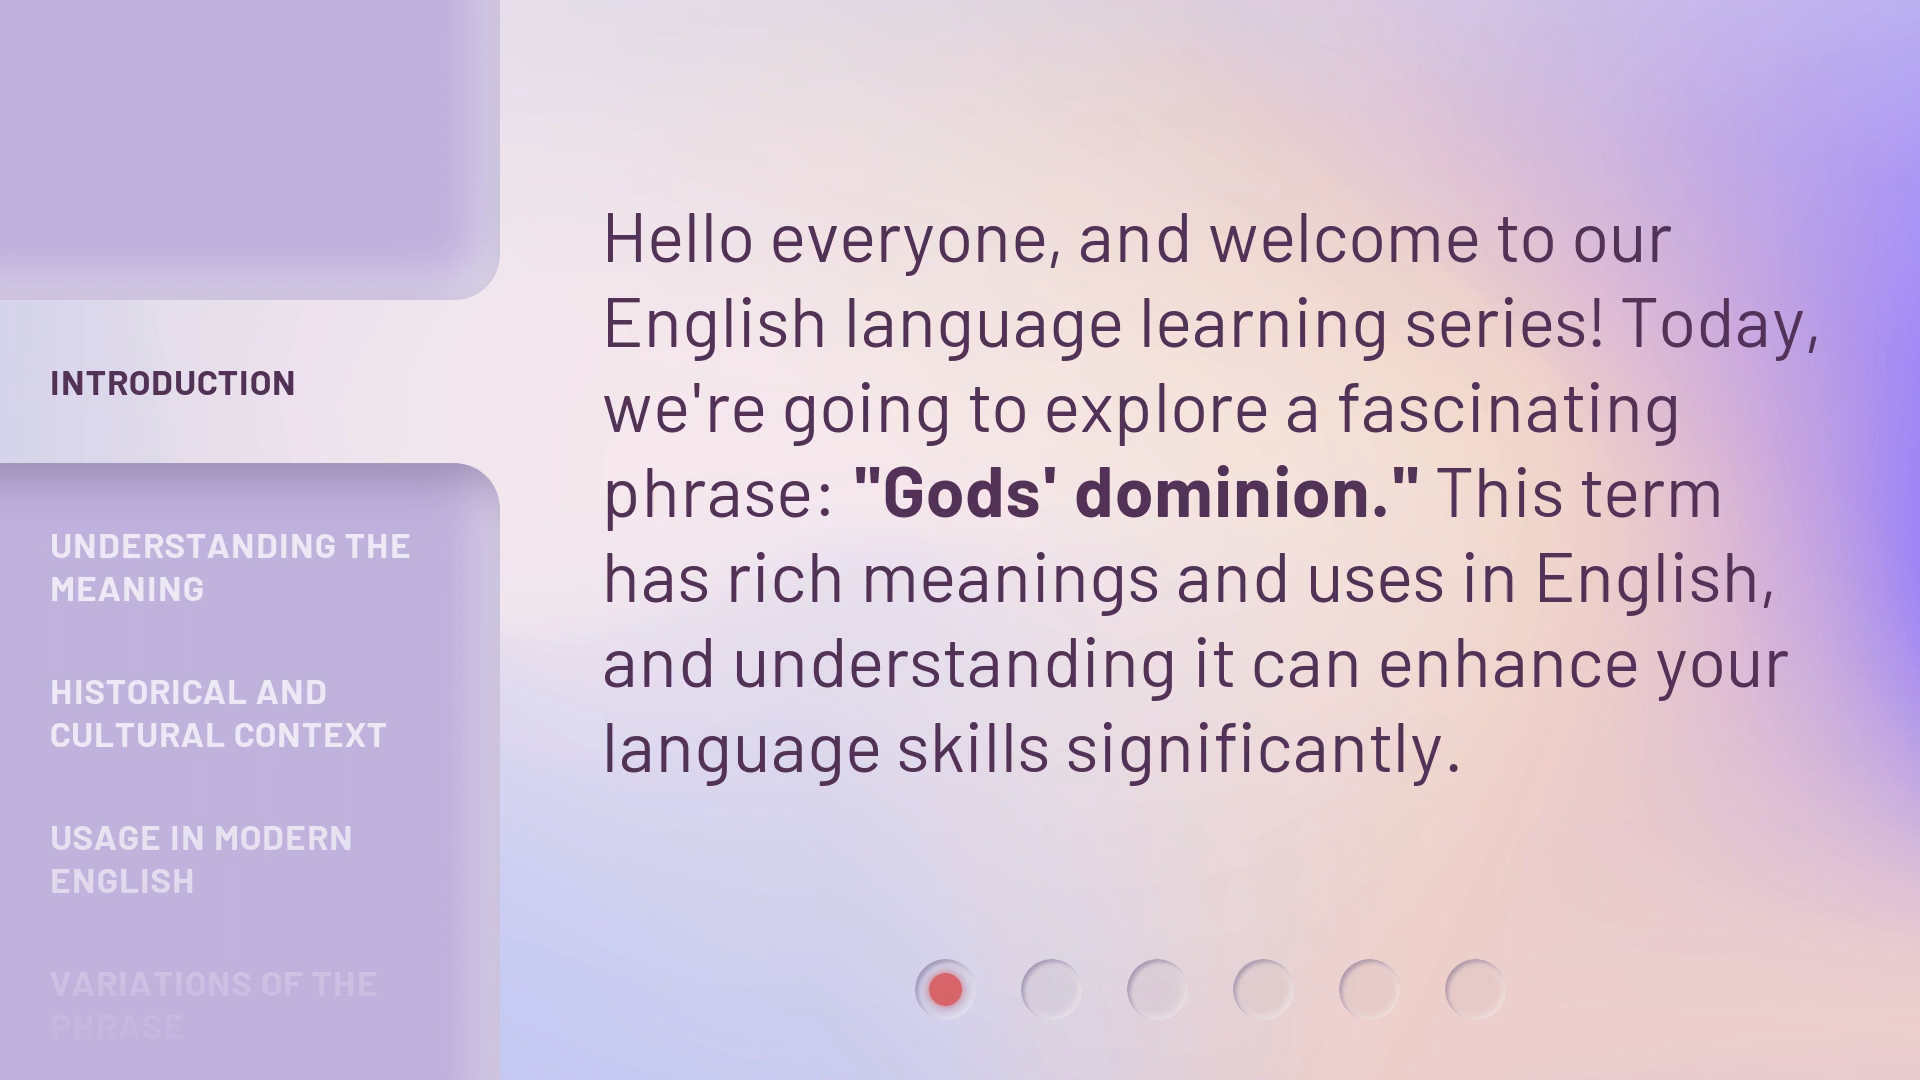 INTRODUCTION
UNDERSTANDING THE
MEANING
HISTORICAL AND
CULTURAL CONTEXT
USAGE IN MODERN
ENGLISH
VARIATIONS OF THE
PHRASE
Hello everyone, and welcome to our
English language learning series! Today,
we're going to explore a fascinating
phrase: "Gods' dominion." This term
has rich meanings and uses in English,
and understanding it can enhance your
language skills significantly.